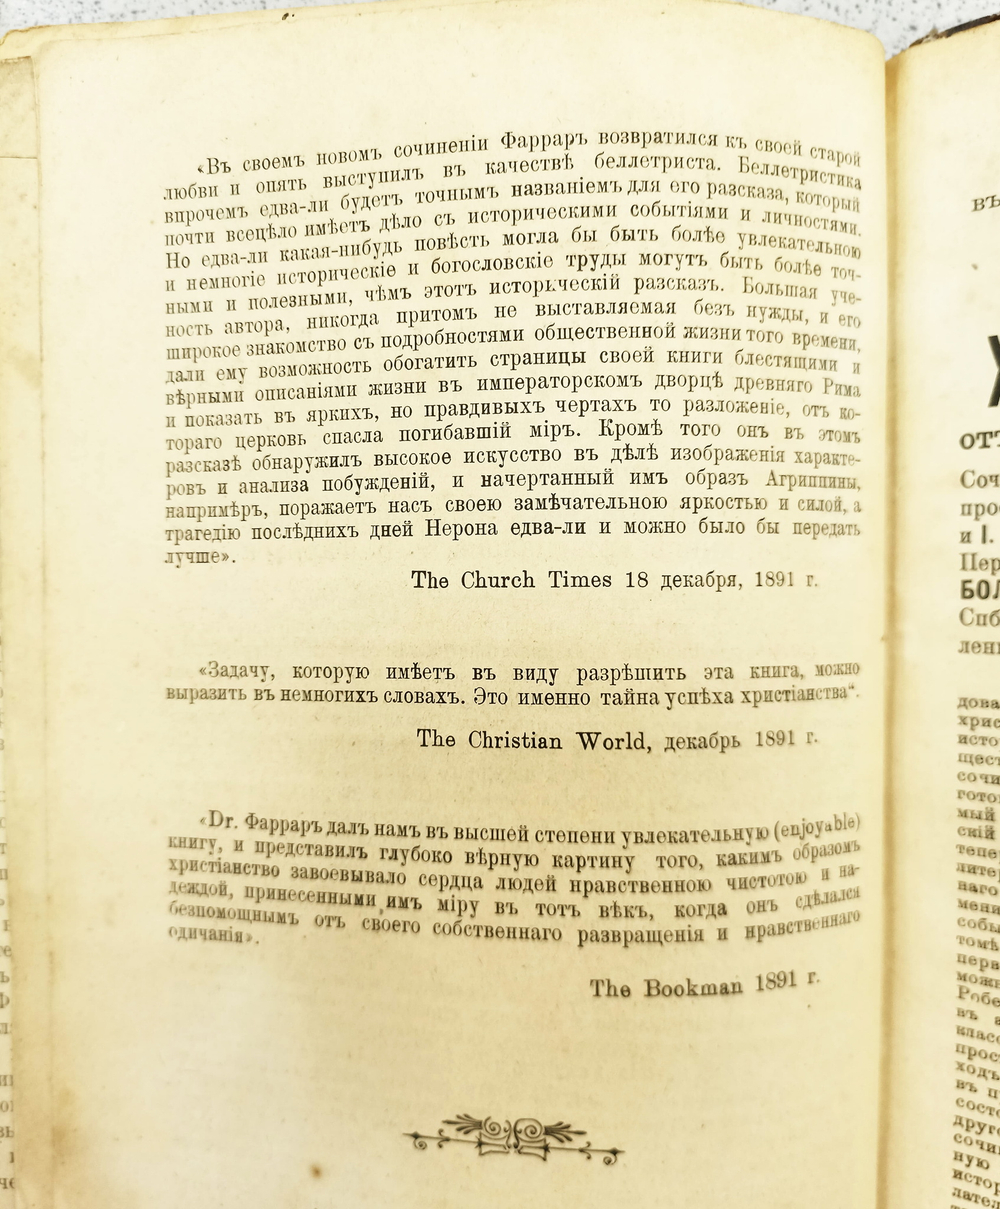 «Въ своемъ новомъ сочиненіи Фарраръ возвратился къ своей старой
любви и опять выступилъ въ качествѣ беллетриста. Беллетристика
впрочемъ едва-ли будетъ точнымъ названіемъ для его разсказа, который
почти всецѣло имѣетъ дѣло съ историческими событіями и личностями.
Но едва-ли какая-нибудь повѣсть могла бы быть болѣе увлекательною
и немногіе историческіе и богословскіе труды могутъ быть болѣе точ-
ными и полезными, чѣмъ этотъ историческій разсказъ. Большая уче-
ность автора, никогда притомъ не выставляемая безъ нужды, и его
широкое знакомство съ подробностями общественной жизни того времени,
дали ему возможность обогатить страницы своей книги блестящими и
вѣрными описаніями жизни въ императорскомъ дворцѣ древняго Рима
и показать въ яркихъ, но правдивыхъ чертахъ то разложеніе, отъ ко-
тораго церковь спасла погибавшій міръ. Кромѣ того онъ въ этомъ
разсказѣ обнаружилъ высокое искусство въ дѣлѣ изображенія характе-
ровъ и анализа побужденій, и начертанный имъ образъ Агриппины,
напримѣръ, поражаетъ насъ своею замѣчательною яркостью и силой, а
трагедію послѣднихъ дней Нерона едва-ли и можно было бы передать
лучше».
The Church Times 18 декабря, 1891 г.
«Задачу, которую имѣетъ въ виду разрѣшить эта книга, можно
выразить въ немногихъ словахъ. Это именно тайна успѣха христіанства“.
The Christian World, декабрь 1891 г.
«Dr. Фарраръ далъ намъ въ высшей степени увлекательную (enjoyable)
книгу, и представилъ глубоко вѣрную картину того, какимъ образомъ
христіанство завоевывало сердца людей нравственною чистотою и на-
деждой, принесенными имъ міру въ тотъ вѣкъ, когда онъ сдѣлался
безпомощнымъ отъ своего собственнаго развращенія и нравственнаго
одичанія».
The Bookman 1891 г.
въ
Соч
и I.
Пер
БОЛ
Спб